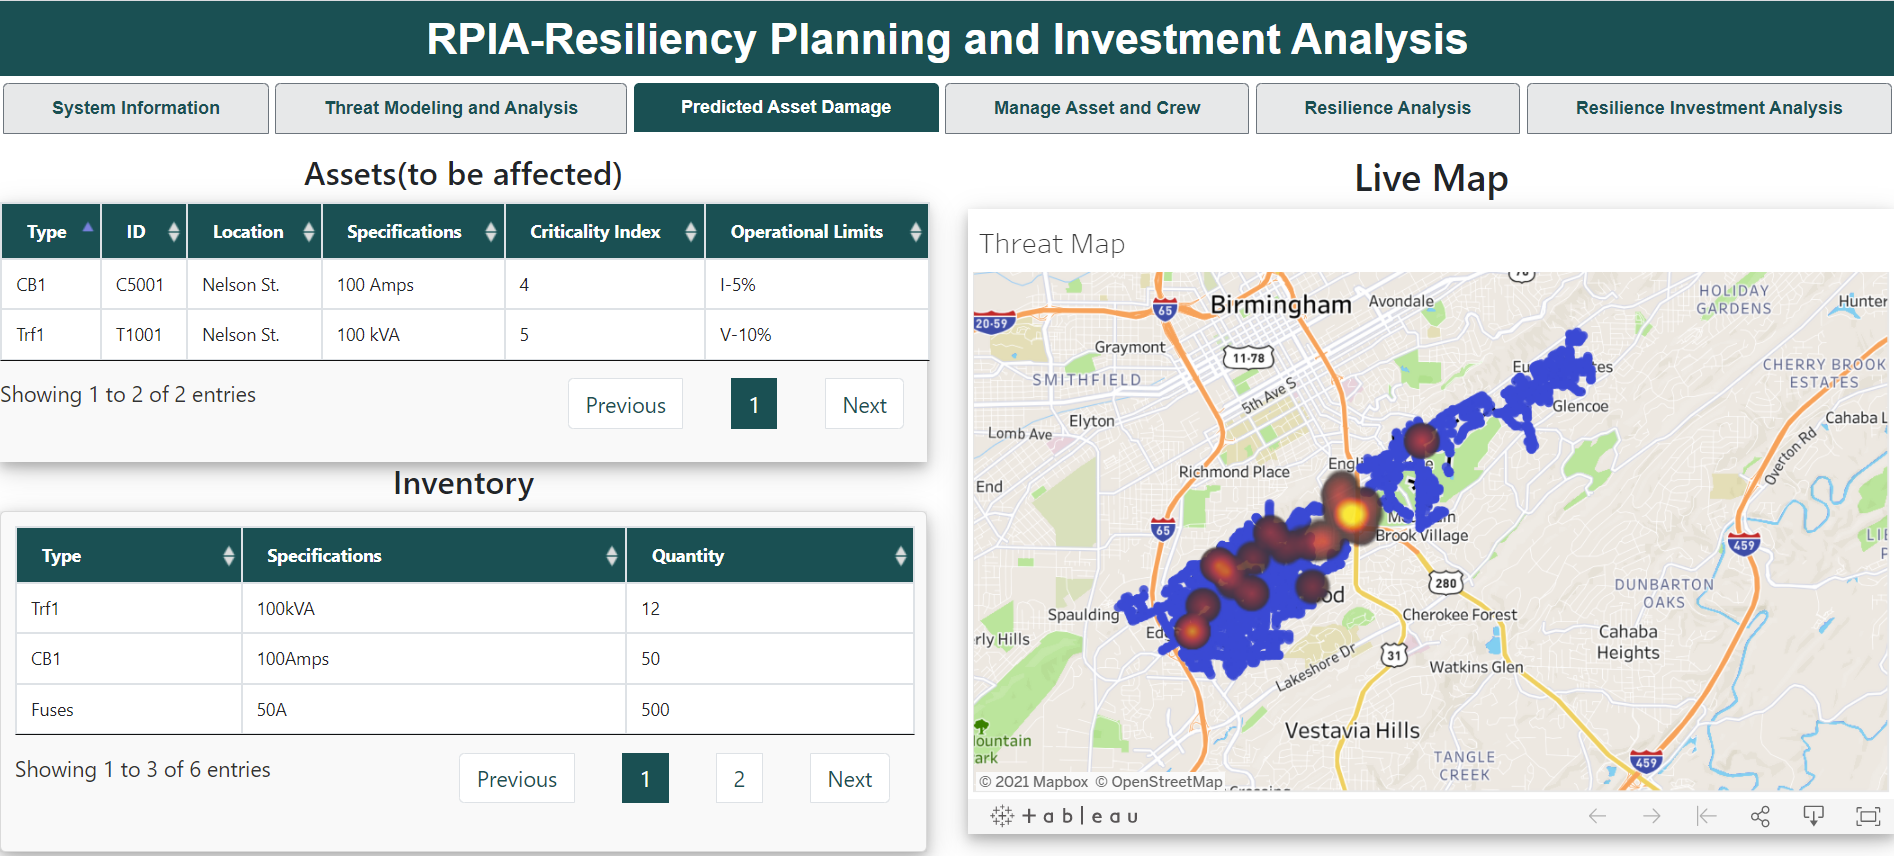 RPIA-Resiliency Planning and Investment Analysis
System Information
Threat Modeling and Analysis
Predicted Asset Damage
Manage Asset and Crew
Resilience Analysis
Resilience Investment Analysis
Assets(to be affected)
Type ID Location Specifications Criticality Index Operational Limits
CB1 C5001 Nelson St. 100 Amps 4 I-5%
Trf1 T1001 Nelson St. 100 kVA 5 V-10%
Showing 1 to 2 of 2 entries
Previous 1 Next
Inventory
Type Specifications Quantity
Trf1 100kVA 12
CB1 100Amps 50
Fuses 50A 500
Showing 1 to 3 of 6 entries
Previous 1 2 Next
Live Map
Threat Map
HOLIDAY
GARDENS
Birmingham
Avondale
Hunter
65
20-59
Graymont
11-78
SMITHFIELD
5th Ave S
CHERRY BROOK
ESTATES
Glencoe
Elyton
Lomb Ave
Cahaba L
Overton Rd
Richmond Place
End
65
Brook Village
459
280
DUNBARTON
OAKS
Spaulding
Cherokee Forest
rly Hills
Cahaba
Heights
31
Lakeshore Dr
Watkins Glen
Vestavia Hills
ountain
ark
TANGLE
CREEK
459
© 2021 Mapbox © OpenStreetMap
+ableau